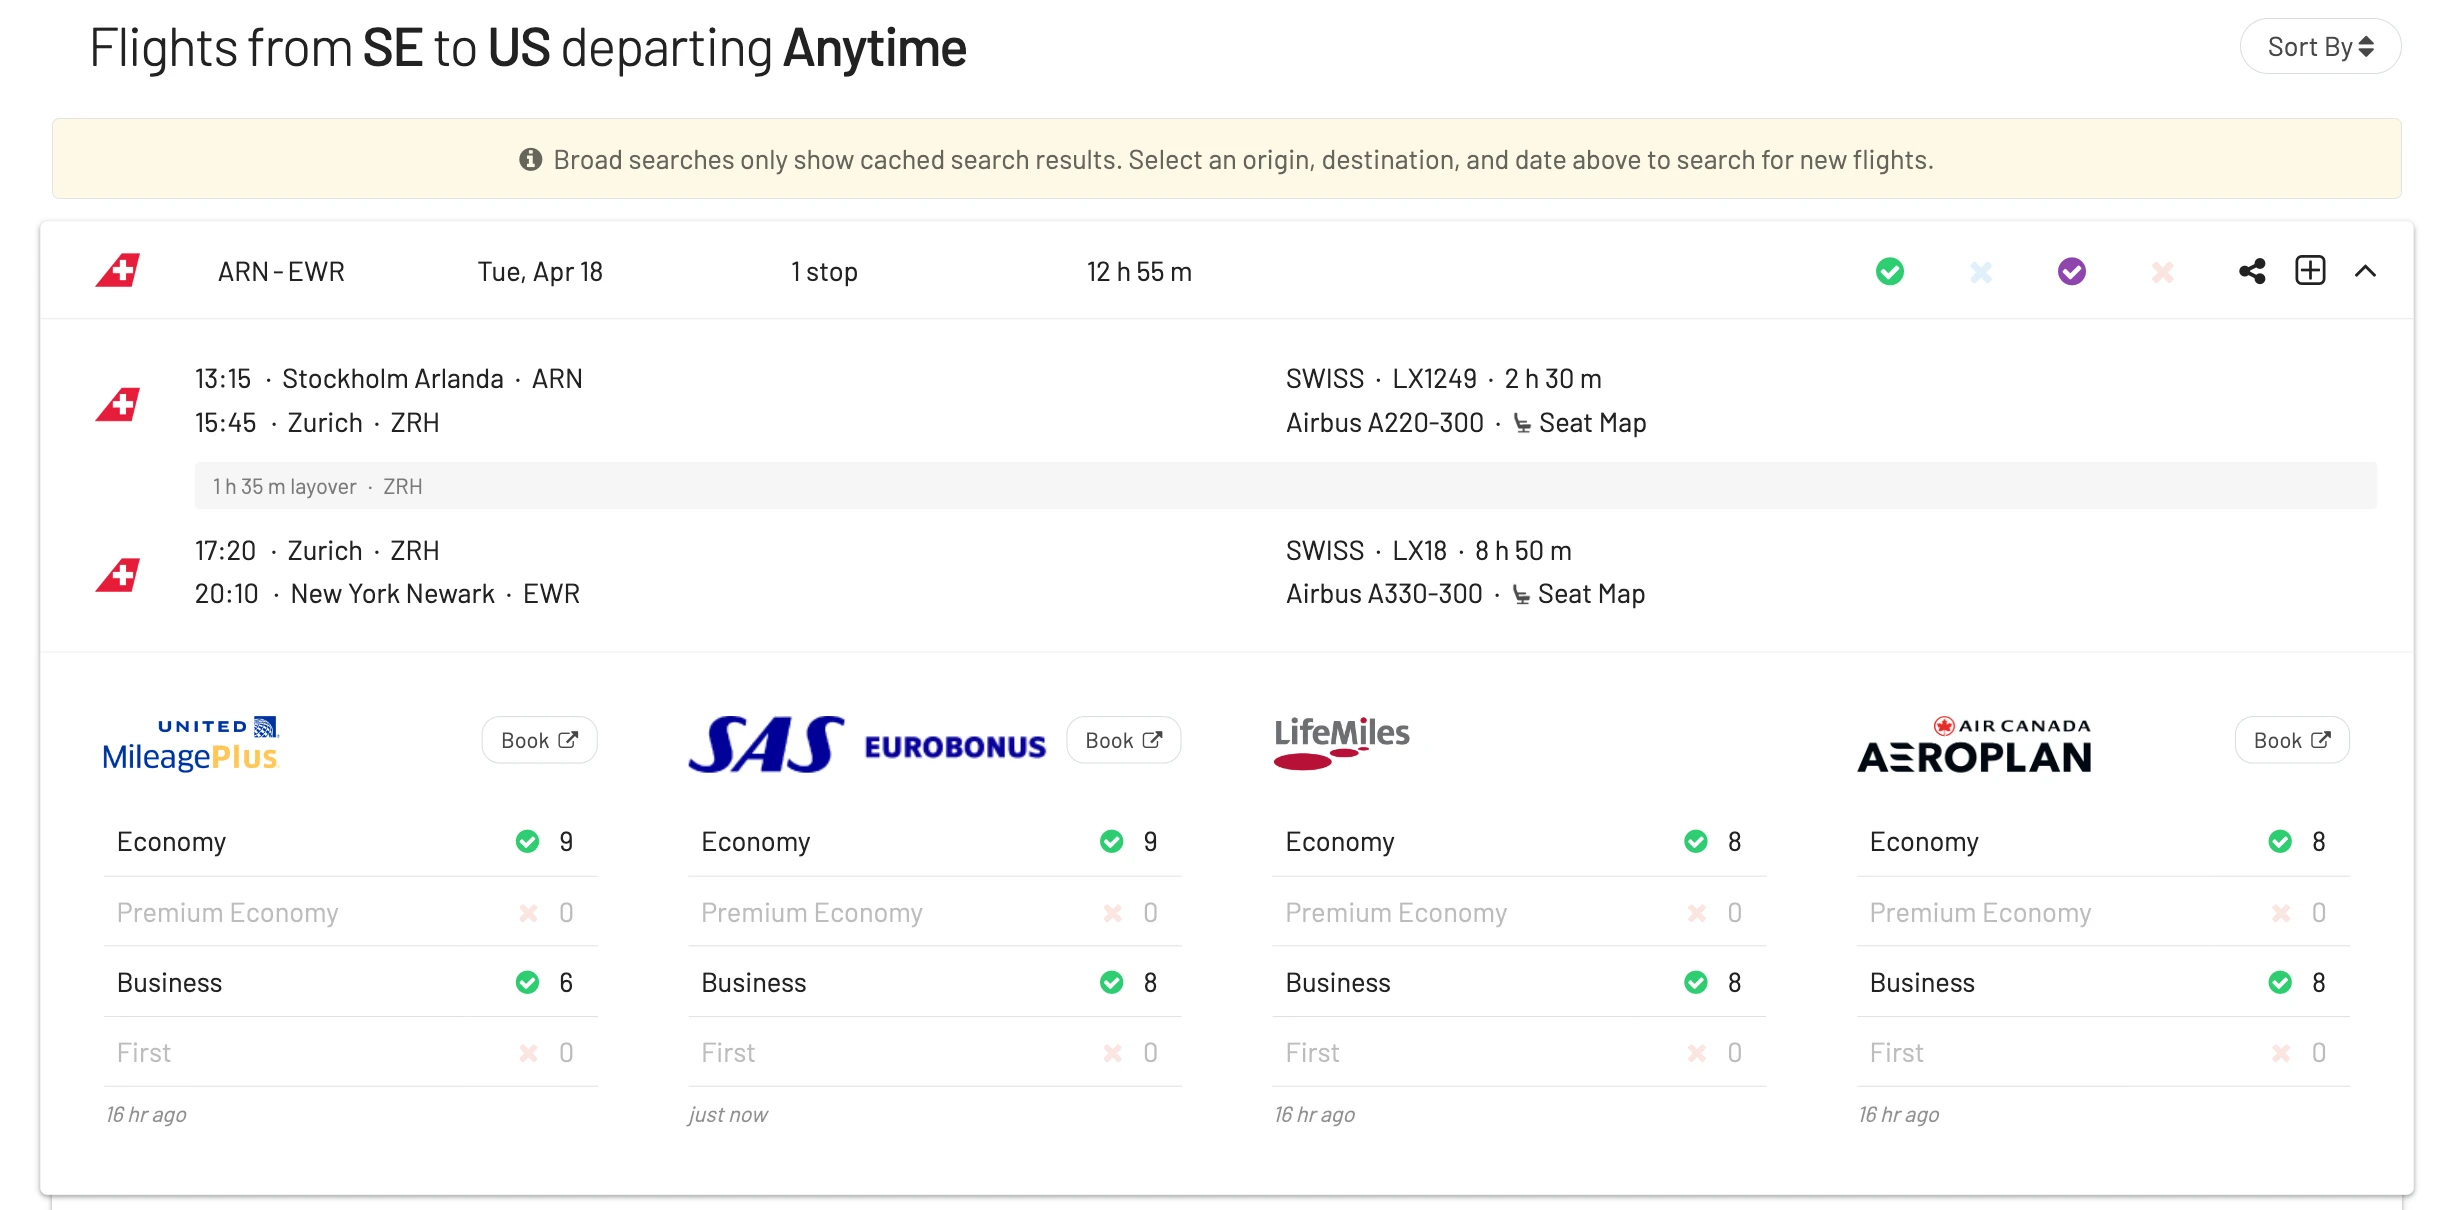 Flights from SE to US departing Anytime
Sort By
Broad searches only show cached search results. Select an origin, destination, and date above to search for new flights.
ARN - EWR Tue, Apr 18 1 stop 12 h 55 m
13:15 · Stockholm Arlanda · ARN
15:45 · Zurich · ZRH
SWISS · LX1249 · 2 h 30 m
Airbus A220-300 · Seat Map
1 h 35 m layover · ZRH
17:20 · Zurich · ZRH
20:10 · New York Newark · EWR
SWISS · LX18 · 8 h 50 m
Airbus A330-300 · Seat Map
UNITED
MileagePlus
Book
Economy 9
Premium Economy 0
Business 6
First 0
16 hr ago
SAS EUROBONUS
Book
Economy 9
Premium Economy 0
Business 8
First 0
just now
LifeMiles
Economy 8
Premium Economy 0
Business 8
First 0
16 hr ago
AIR CANADA
AEROPLAN
Book
Economy 8
Premium Economy 0
Business 8
First 0
16 hr ago